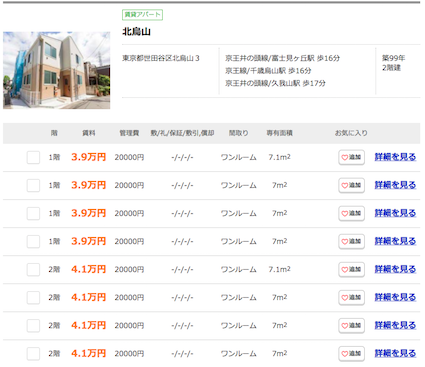 賃貸アパート
北烏山
東京都世田谷区北烏山3
京王井の頭線/富士見ヶ丘駅 歩16分
京王線/千歳烏山駅 歩16分
京王井の頭線/久我山駅 歩17分
築99年
2階建
階 賃料 管理費 敷/礼/保証/敷引,償却 間取り 専有面積 お気に入り
1階 3.9万円 20000円 -/-/-/- ワンルーム 7.1m2 追加 詳細を見る
1階 3.9万円 20000円 -/-/-/- ワンルーム 7m2 追加 詳細を見る
1階 3.9万円 20000円 -/-/-/- ワンルーム 7m2 追加 詳細を見る
1階 3.9万円 20000円 -/-/-/- ワンルーム 7m2 追加 詳細を見る
2階 4.1万円 20000円 -/-/-/- ワンルーム 7.1m2 追加 詳細を見る
2階 4.1万円 20000円 -/-/-/- ワンルーム 7m2 追加 詳細を見る
2階 4.1万円 20000円 -/-/-/- ワンルーム 7m2 追加 詳細を見る
2階 4.1万円 20000円 -/-/-/- ワンルーム 7m2 追加 詳細を見る